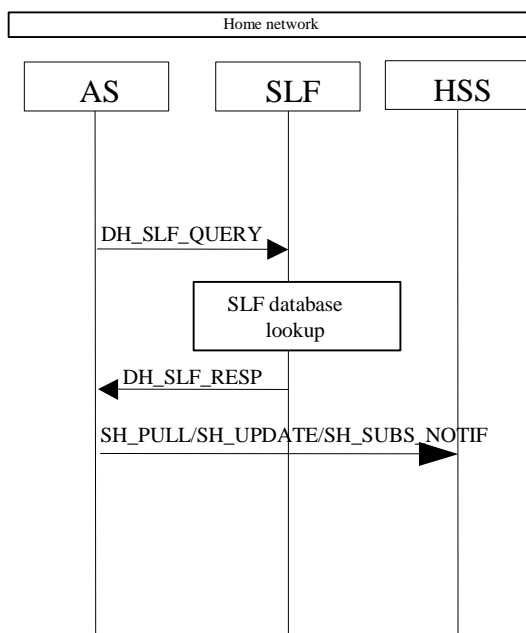 Home network
AS
SLF
HSS
DH_SLF_QUERY
SLF database
lookup
DH_SLF_RESP
SH_PULL/SH_UPDATE/SH_SUBS_NOTIF